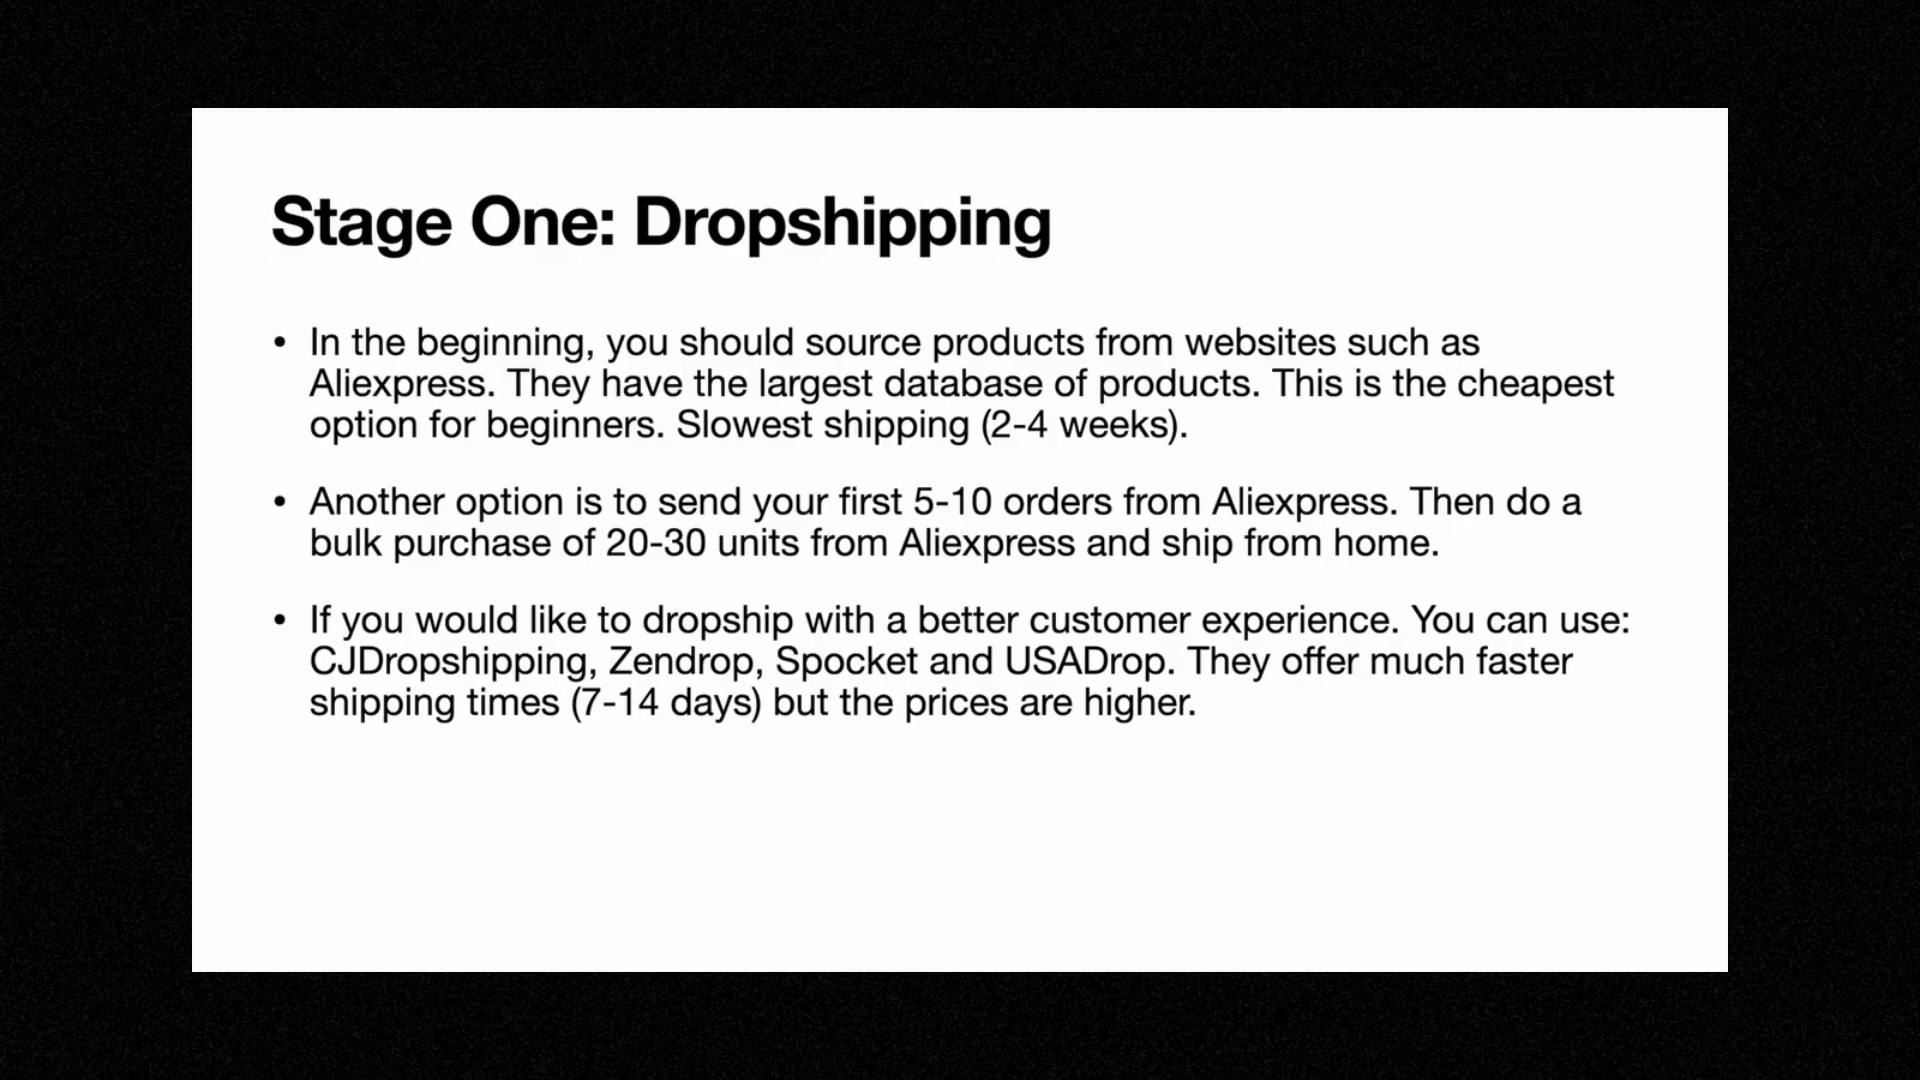 Stage One: Dropshipping
• In the beginning, you should source products from websites such as
Aliexpress. They have the largest database of products. This is the cheapest
option for beginners. Slowest shipping (2-4 weeks).
• Another option is to send your first 5-10 orders from Aliexpress. Then do a
bulk purchase of 20-30 units from Aliexpress and ship from home.
• If you would like to dropship with a better customer experience. You can use:
CJDropshipping, Zendrop, Spocket and USADrop. They offer much faster
shipping times (7-14 days) but the prices are higher.